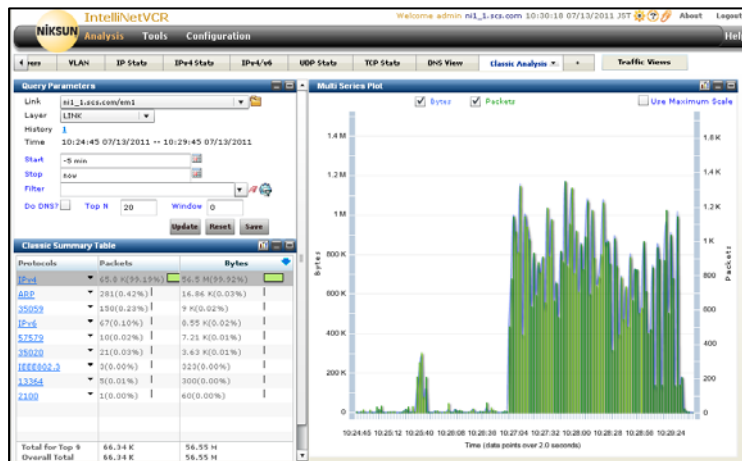 IntelliNetVCR
Welcome admin ni1_1.scs.com 10:30:18 07/13/2011 JST About Logout
NIKSUN Analysis Tools Configuration Help
VLAN IP Stats IPv4 Stats IPv4/v6 UDP Stats TCP Stats DNS View Classic Analysis + Traffic Views
Query Parameters
Link ni1_1.scs.com/em1
Layer LINK
History 1
Time 10:24:45 07/13/2011 -- 10:29:45 07/13/2011
Start -5 min
Stop now
Filter
Do DNS? Top N 20 Window 0
Update Reset Save
Classic Summary Table
Protocols Packets Bytes
IPv4 65.8 K(99.19%) 56.5 M(99.92%)
ARP 281(0.42%) 16.86 K(0.03%)
35059 150(0.23%) 9 K(0.02%)
IPv6 67(0.10%) 8.55 K(0.02%)
57579 10(0.02%) 7.21 K(0.01%)
35020 21(0.03%) 3.63 K(0.01%)
IEEE802.3 3(0.00%) 323(0.00%)
13364 5(0.01%) 300(0.00%)
2100 1(0.00%) 60(0.00%)
Total for Top 9 66.34 K 56.55 M
Overall Total 66.34 K 56.55 M
Multi Series Plot
Bytes Packets Use Maximum Scale
1.4 M
1.2 M
1 M
800 K
600 K
400 K
200 K
0
Bytes
1.6 K
1.4 K
1.2 K
1 K
800
600
400
200
0
Packets
10:24:45 10:25:12 10:25:40 10:26:08 10:26:36 10:27:04 10:27:32 10:28:00 10:28:28 10:28:56 10:29:24
Time (data points over 2.0 seconds)